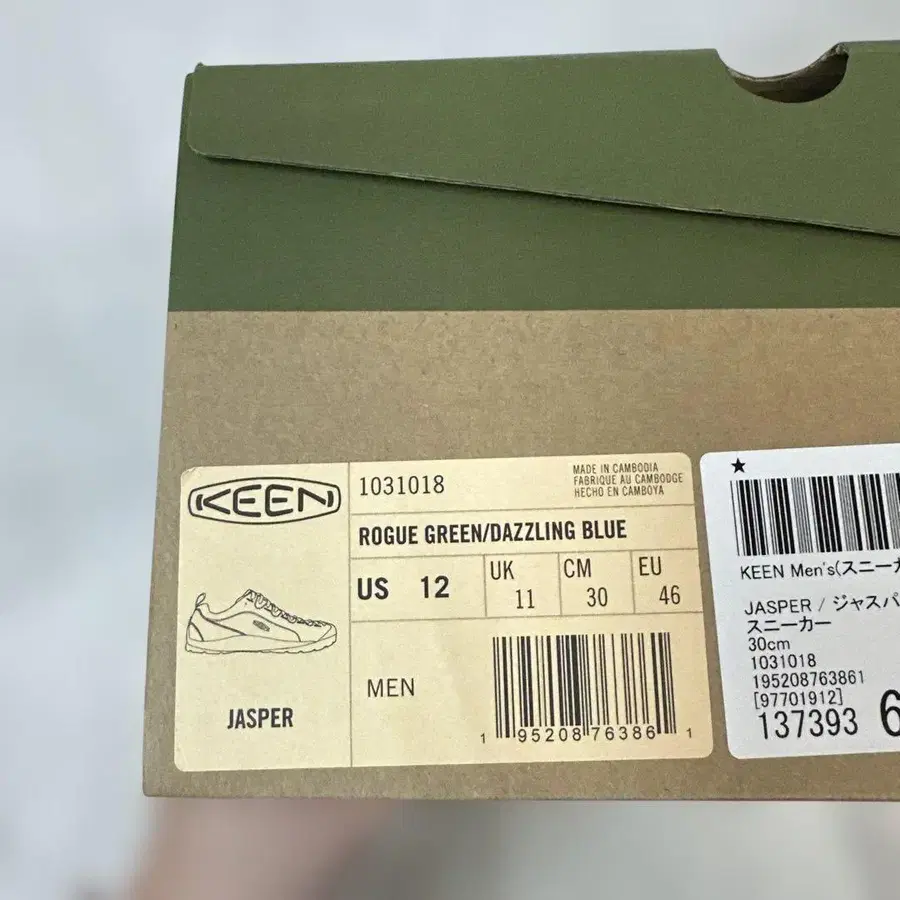 KEEN
1031018
MADE IN CAMBODIA
FABRIQUE AU CAMBODGE
HECHO EN CAMBOYA
ROGUE GREEN/DAZZLING BLUE
US 12
UK 11
CM 30
EU 46
JASPER
MEN
1 95208 76386 1
★
KEEN Men's(スニーカ
JASPER / ジャスパ
スニーカー
30cm
1031018
195208763861
[97701912]
137393 6